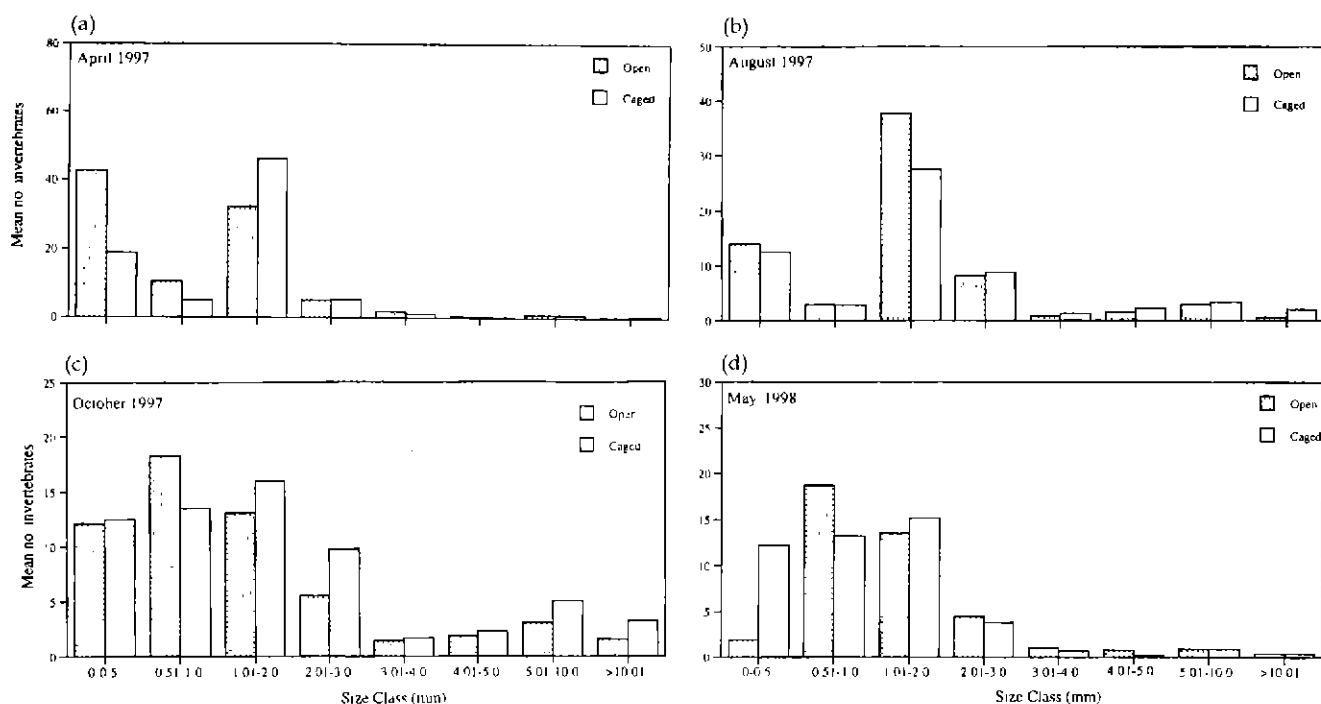 (a)
April 1997
Open
Caged
80
60
40
20
0
Mean no invertebrates
(b)
August 1997
Open
Caged
50
40
30
20
10
0
(c)
October 1997
Open
Caged
25
20
15
10
5
0
Mean no invertebrates
0-0.5 0.51-1.0 1.01-2.0 2.01-3.0 3.01-4.0 4.01-5.0 5.01-10.0 >10.01
Size Class (mm)
(d)
May 1998
Open
Caged
30
25
20
15
10
5
0
0-0.5 0.51-1.0 1.01-2.0 2.01-3.0 3.01-4.0 4.01-5.0 5.01-10.0 >10.01
Size Class (mm)